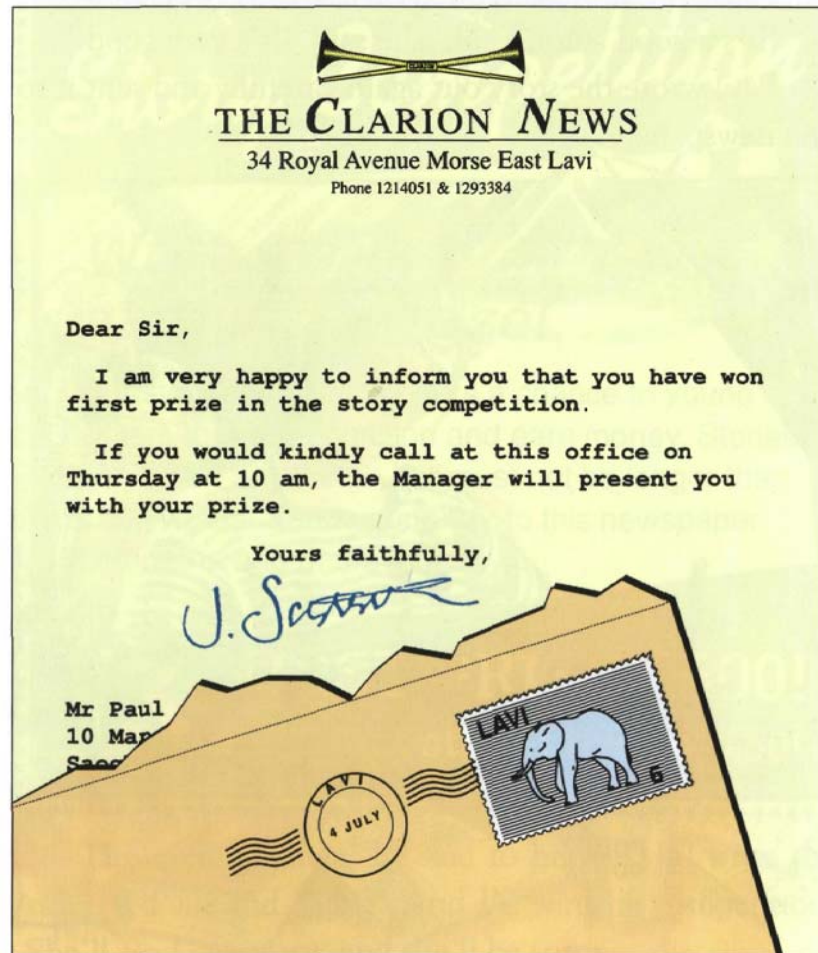 CLARION
THE CLARION NEWS
34 Royal Avenue Morse East Lavi
Phone 1214051 & 1293384
Dear Sir,
I am very happy to inform you that you have won
first prize in the story competition.
If you would kindly call at this office on
Thursday at 10 am, the Manager will present you
with your prize.
Yours faithfully,
Mr Paul
10
LAVI
6
LAVI
4 JULY